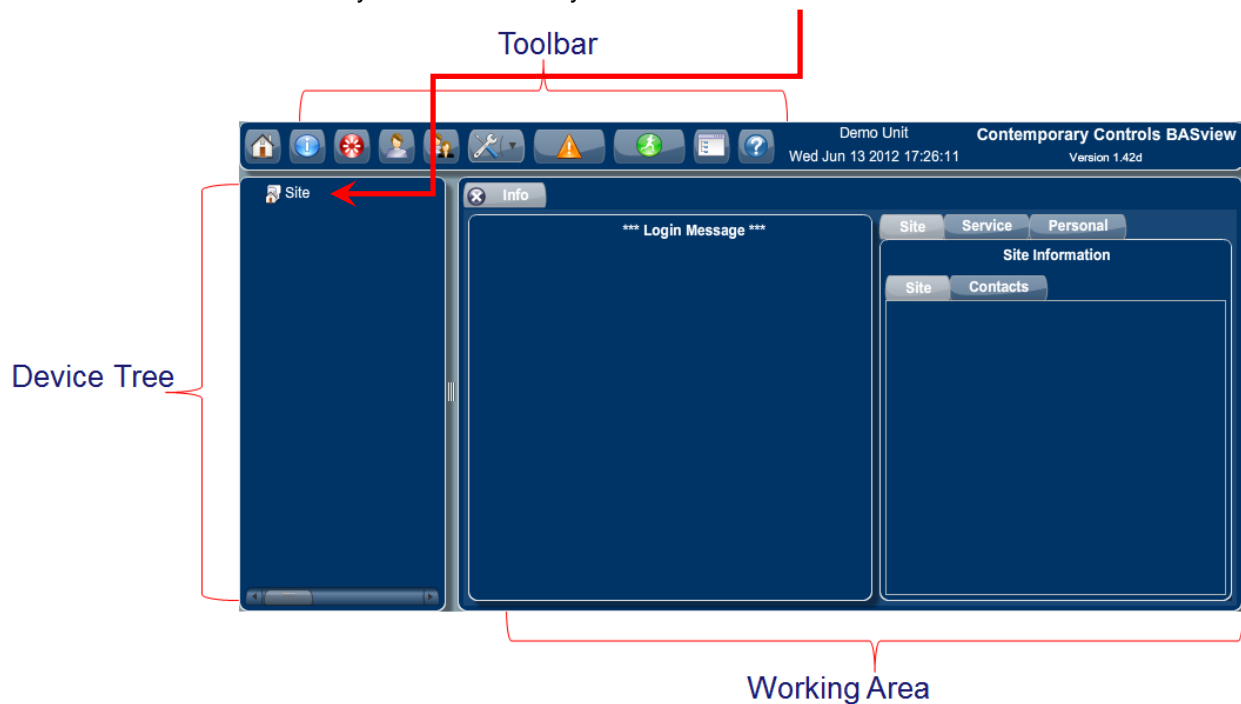 Toolbar
Demo Unit
Wed Jun 13 2012 17:26:11
Contemporary Controls BASview
Version 1.42d
Site
Info
*** Login Message ***
Site Service Personal
Site Information
Site Contacts
Device Tree
Working Area